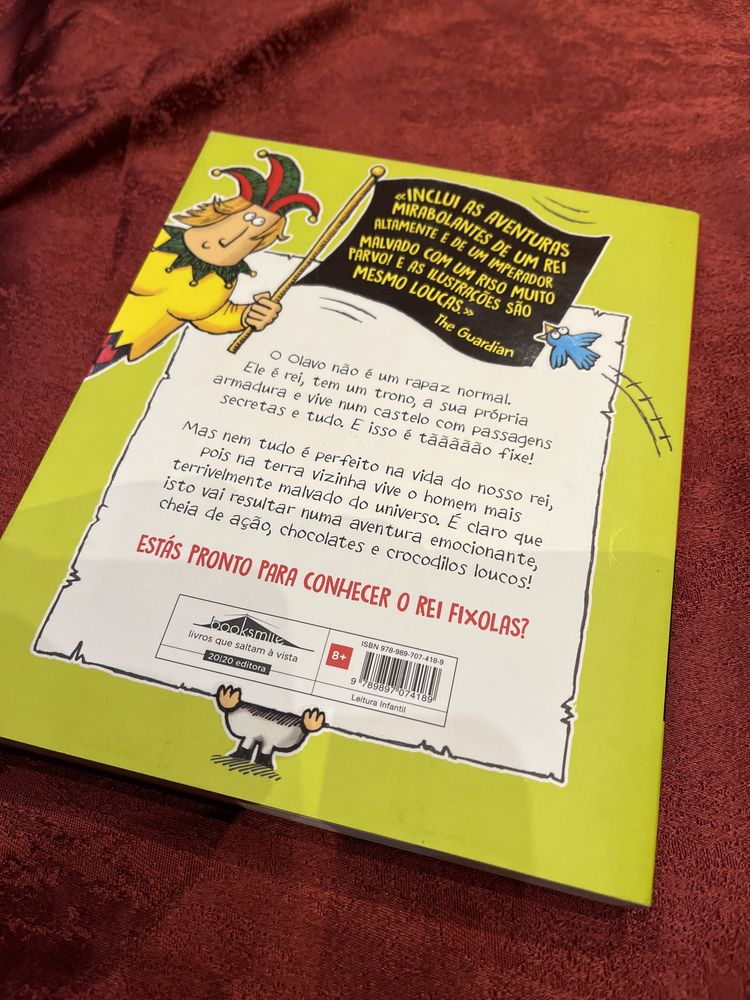 «INCLUI AS AVENTURAS
MIRABOLANTES DE UM REI
ALTAMENTE E DE UM IMPERADOR
MALVADO COM UM RISO MUITO
PARVO! E AS ILUSTRAÇÕES SÃO
MESMO LOUCAS.»
The Guardian
O Olavo não é um rapaz normal.
Ele é rei, tem um trono, a sua própria
armadura e vive num castelo com passagens
secretas e tudo. E isso é tããããão fixe!
Mas nem tudo é perfeito na vida do nosso rei,
pois na terra vizinha vive o homem mais
terrivelmente malvado do universo. É claro que
isto vai resultar numa aventura emocionante,
cheia de ação, chocolates e crocodilos loucos!
ESTÁS PRONTO PARA CONHECER O REI FIXOLAS?
booksmile
livros que saltam à vista
20|20 editora
8+
ISBN 978-989-707-418-9
9 789897 074189
Leitura Infantil